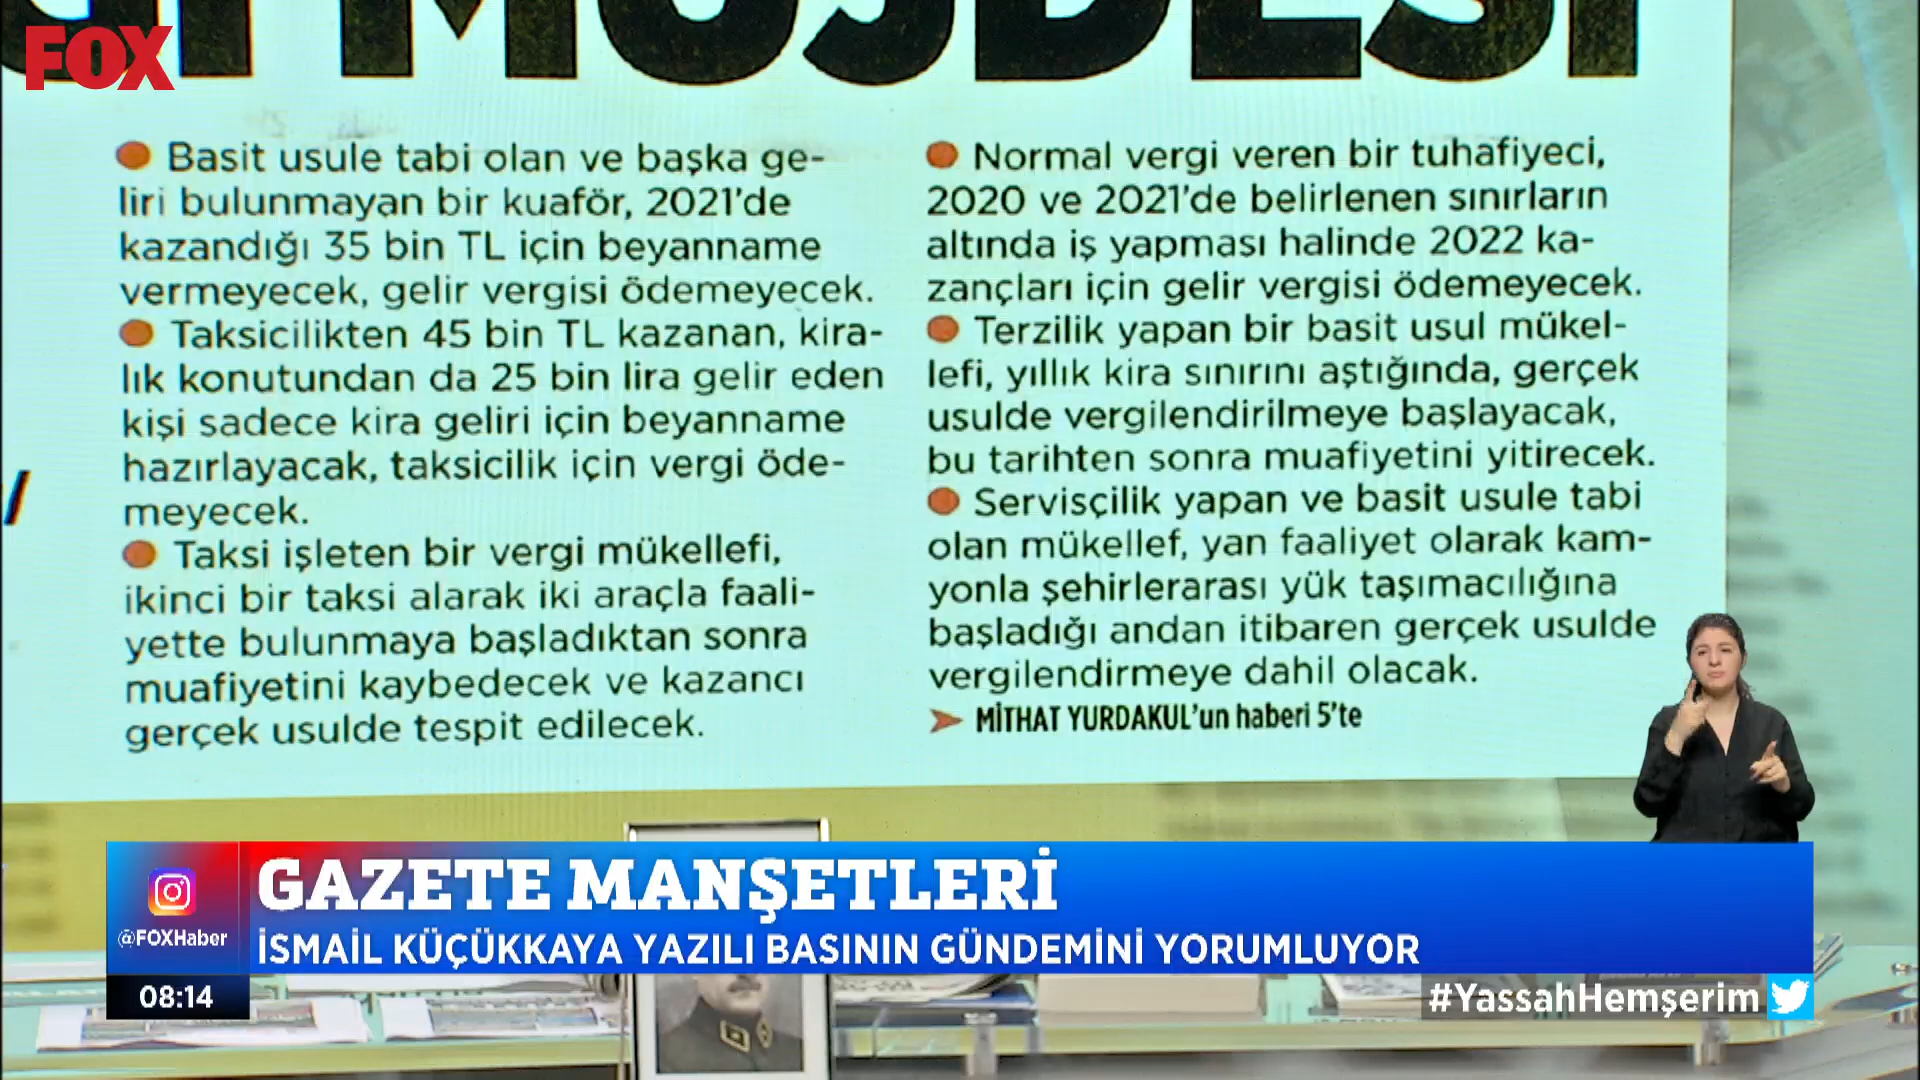 FOX
MÜJDESİ
Basit usule tabi olan ve başka ge-
liri bulunmayan bir kuaför, 2021'de
kazandığı 35 bin TL için beyanname
vermeyecek, gelir vergisi ödemeyecek.
Taksicilikten 45 bin TL kazanan, kira-
lık konutundan da 25 bin lira gelir eden
kişi sadece kira geliri için beyanname
hazırlayacak, taksicilik için vergi öde-
meyecek.
Taksi işleten bir vergi mükellefi,
ikinci bir taksi alarak iki araçla faali-
yette bulunmaya başladıktan sonra
muafiyetini kaybedecek ve kazancı
gerçek usulde tespit edilecek.
Normal vergi veren bir tuhafiyeci,
2020 ve 2021'de belirlenen sınırların
altında iş yapması halinde 2022 ka-
zançları için gelir vergisi ödemeyecek.
Terzilik yapan bir basit usul mükel-
lefi, yıllık kira sınırını aştığında, gerçek
usulde vergilendirilmeye başlayacak,
bu tarihten sonra muafiyetini yitirecek.
Servisçilik yapan ve basit usule tabi
olan mükellef, yan faaliyet olarak kam-
yonla şehirlerarası yük taşımacılığına
başladığı andan itibaren gerçek usulde
vergilendirmeye dahil olacak.
MİTHAT YURDAKUL'un haberi 5'te
GAZETE MANŞETLERİ
@FOXHaber
İSMAİL KÜÇÜKKAYA YAZILI BASININ GÜNDEMİNİ YORUMLUYOR
08:14
#YassahHemşerim